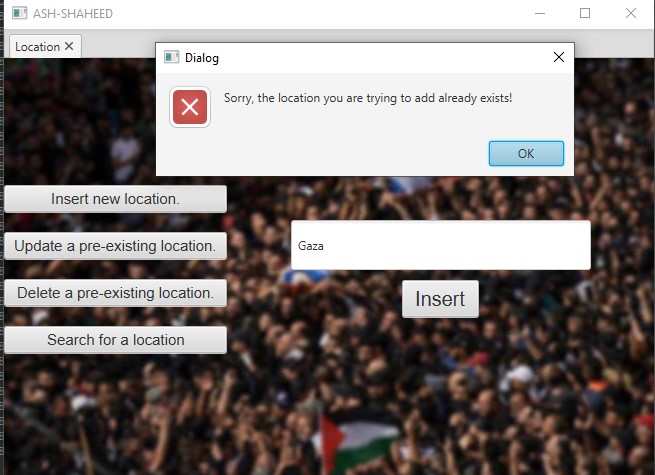 ASH-SHAHEED
Location
Dialog
Sorry, the location you are trying to add already exists!
OK
Insert new location.
Update a pre-existing location.
Gaza
Delete a pre-existing location.
Insert
Search for a location